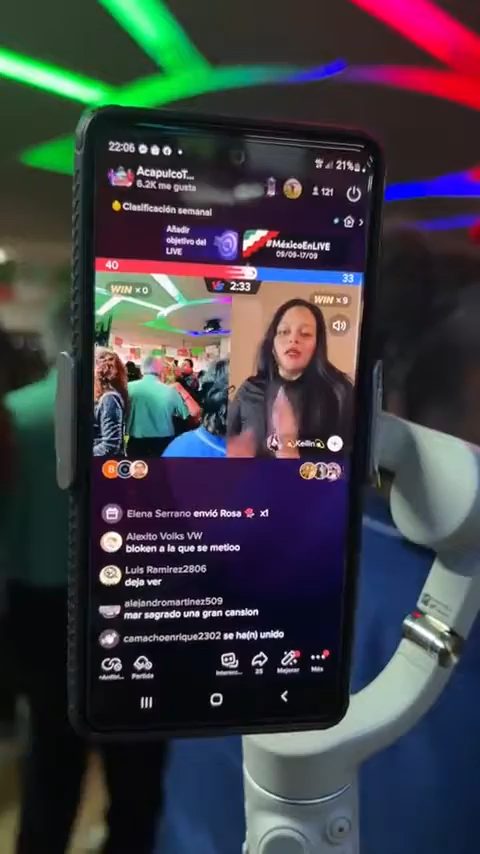 22:06
21%
AcapulcoT...
6.2K me gusta
121
Clasificación semanal
Añadir
objetivo del
LIVE
#MéxicoEnLIVE
09/09-17/09
40
33
WIN x 0
2:33
WIN x 9
Keilin
Elena Serrano envió Rosa x1
Alexito Volks VW
bloken a la que se metioo
Luis Ramirez2806
deja ver
alejandromartinez509
mar sagrado una gran cansion
camachoenrique2302 se ha(n) unido
Partida
25
Mejorar
Más